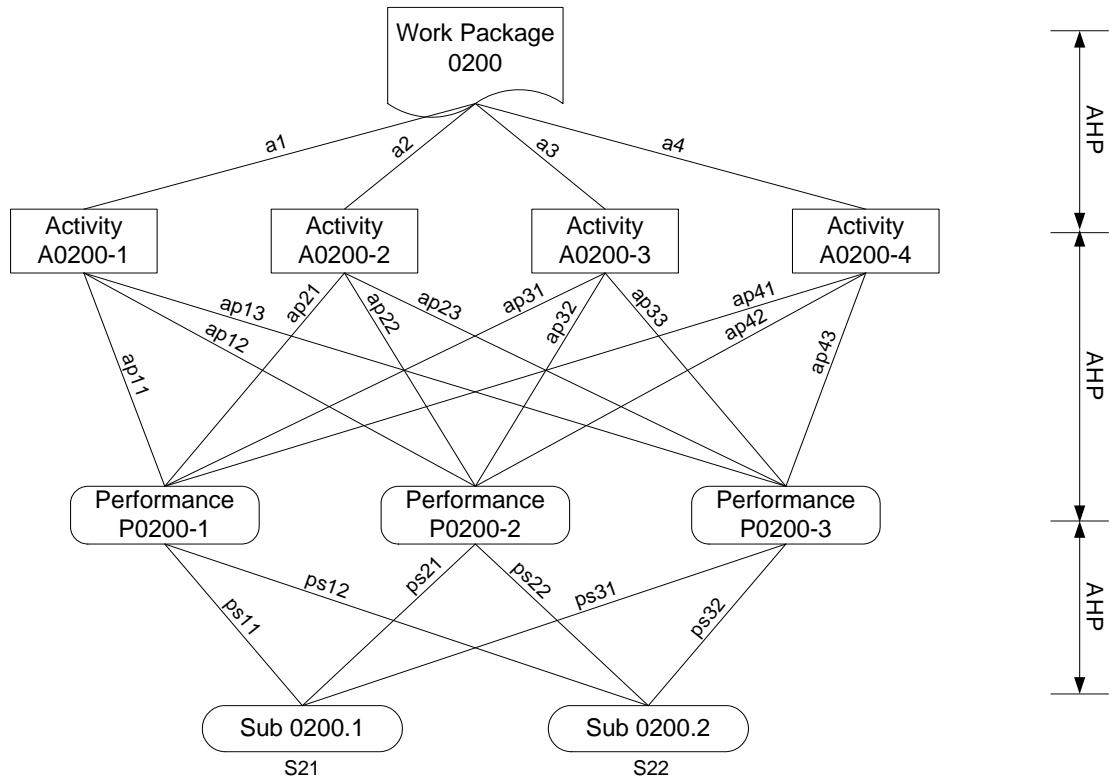 Work Package
0200
AHP
a1
a2
a3
a4
Activity
A0200-1
Activity
A0200-2
Activity
A0200-3
Activity
A0200-4
ap13
ap12
ap11
ap21
ap22
ap31
ap23
ap32
ap33
ap41
ap42
ap43
AHP
Performance
P0200-1
Performance
P0200-2
Performance
P0200-3
ps11
ps12
ps21
ps22
ps31
ps32
AHP
Sub 0200.1
Sub 0200.2
S21
S22